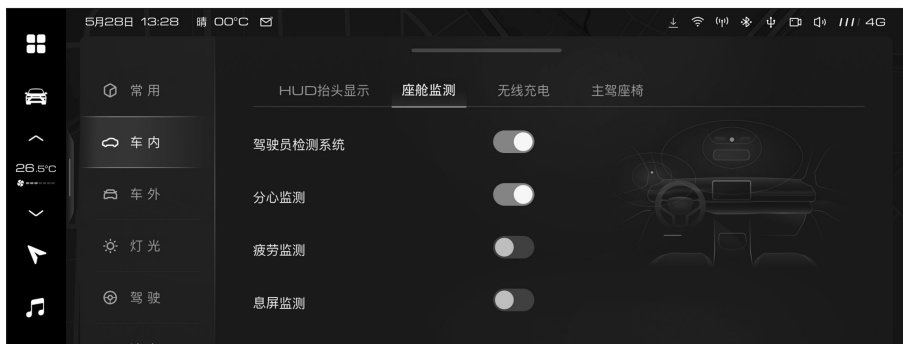 5月28日 13:28 晴 00°C 4G
常用
车内
车外
灯光
驾驶
26.5°C
HUD抬头显示 座舱监测 无线充电 主驾座椅
驾驶员检测系统
分心监测
疲劳监测
息屏监测